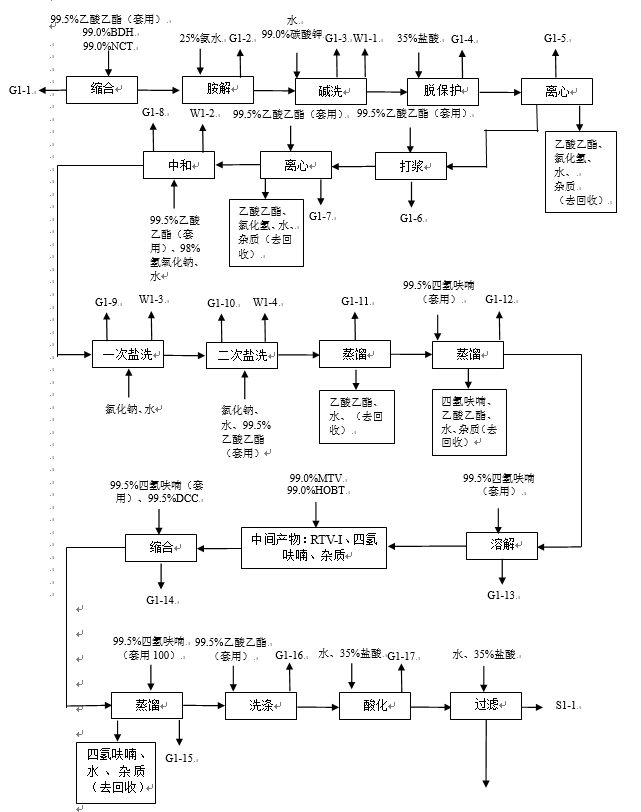 99.5%乙酸乙酯（套用）
99.0%BDH
99.0%NCT
25%氨水
G1-2
水
99.0%碳酸钾
G1-3
W1-1
35%盐酸
G1-4
G1-5
G1-1
缩合
胺解
碱洗
脱保护
离心
G1-8
W1-2
99.5%乙酸乙酯（套用）
99.5%乙酸乙酯（套用）
乙酸乙酯、
氯化氢、
水、
杂质
（去回收）
中和
离心
打浆
99.5%乙酸
乙酯（套
用）、98%
氢氧化钠、
水
乙酸乙酯、
氯化氢、水、
杂质（去回
收）
G1-7
G1-6
G1-9
W1-3
G1-10
W1-4
G1-11
99.5%四氢呋喃
（套用）
G1-12
一次盐洗
二次盐洗
蒸馏
蒸馏
氯化钠、水
氯化钠、
水、99.5%
乙酸乙酯
（套用）
乙酸乙酯、
水、（去回
收）
四氢呋喃、
乙酸乙酯、
水、杂质（去
回收）
99.5%四氢呋喃（套
用）、99.5%DCC
99.0%MTV
99.0%HOBT
99.5%四氢呋喃
（套用）
缩合
中间产物：RTV-I、四氢
呋喃、杂质
溶解
G1-14
G1-13
99.5%四氢呋喃
（套用100）
99.5%乙酸乙酯
（套用）
G1-16
水、35%盐酸
G1-17
水、35%盐酸
蒸馏
洗涤
酸化
过滤
S1-1
四氢呋喃、
水、杂质
（去回收）
G1-15